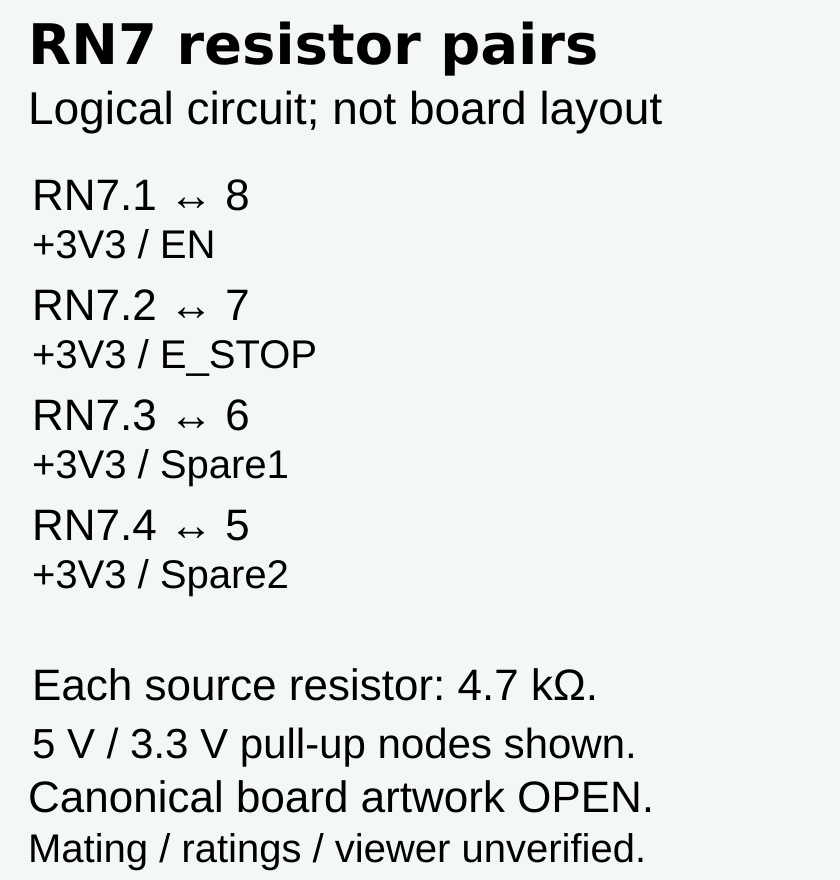 RN7 resistor pairs
Logical circuit; not board layout
RN7.1 ↔ 8
+3V3 / EN
RN7.2 ↔ 7
+3V3 / E_STOP
RN7.3 ↔ 6
+3V3 / Spare1
RN7.4 ↔ 5
+3V3 / Spare2
Each source resistor: 4.7 kΩ.
5 V / 3.3 V pull-up nodes shown.
Canonical board artwork OPEN.
Mating / ratings / viewer unverified.